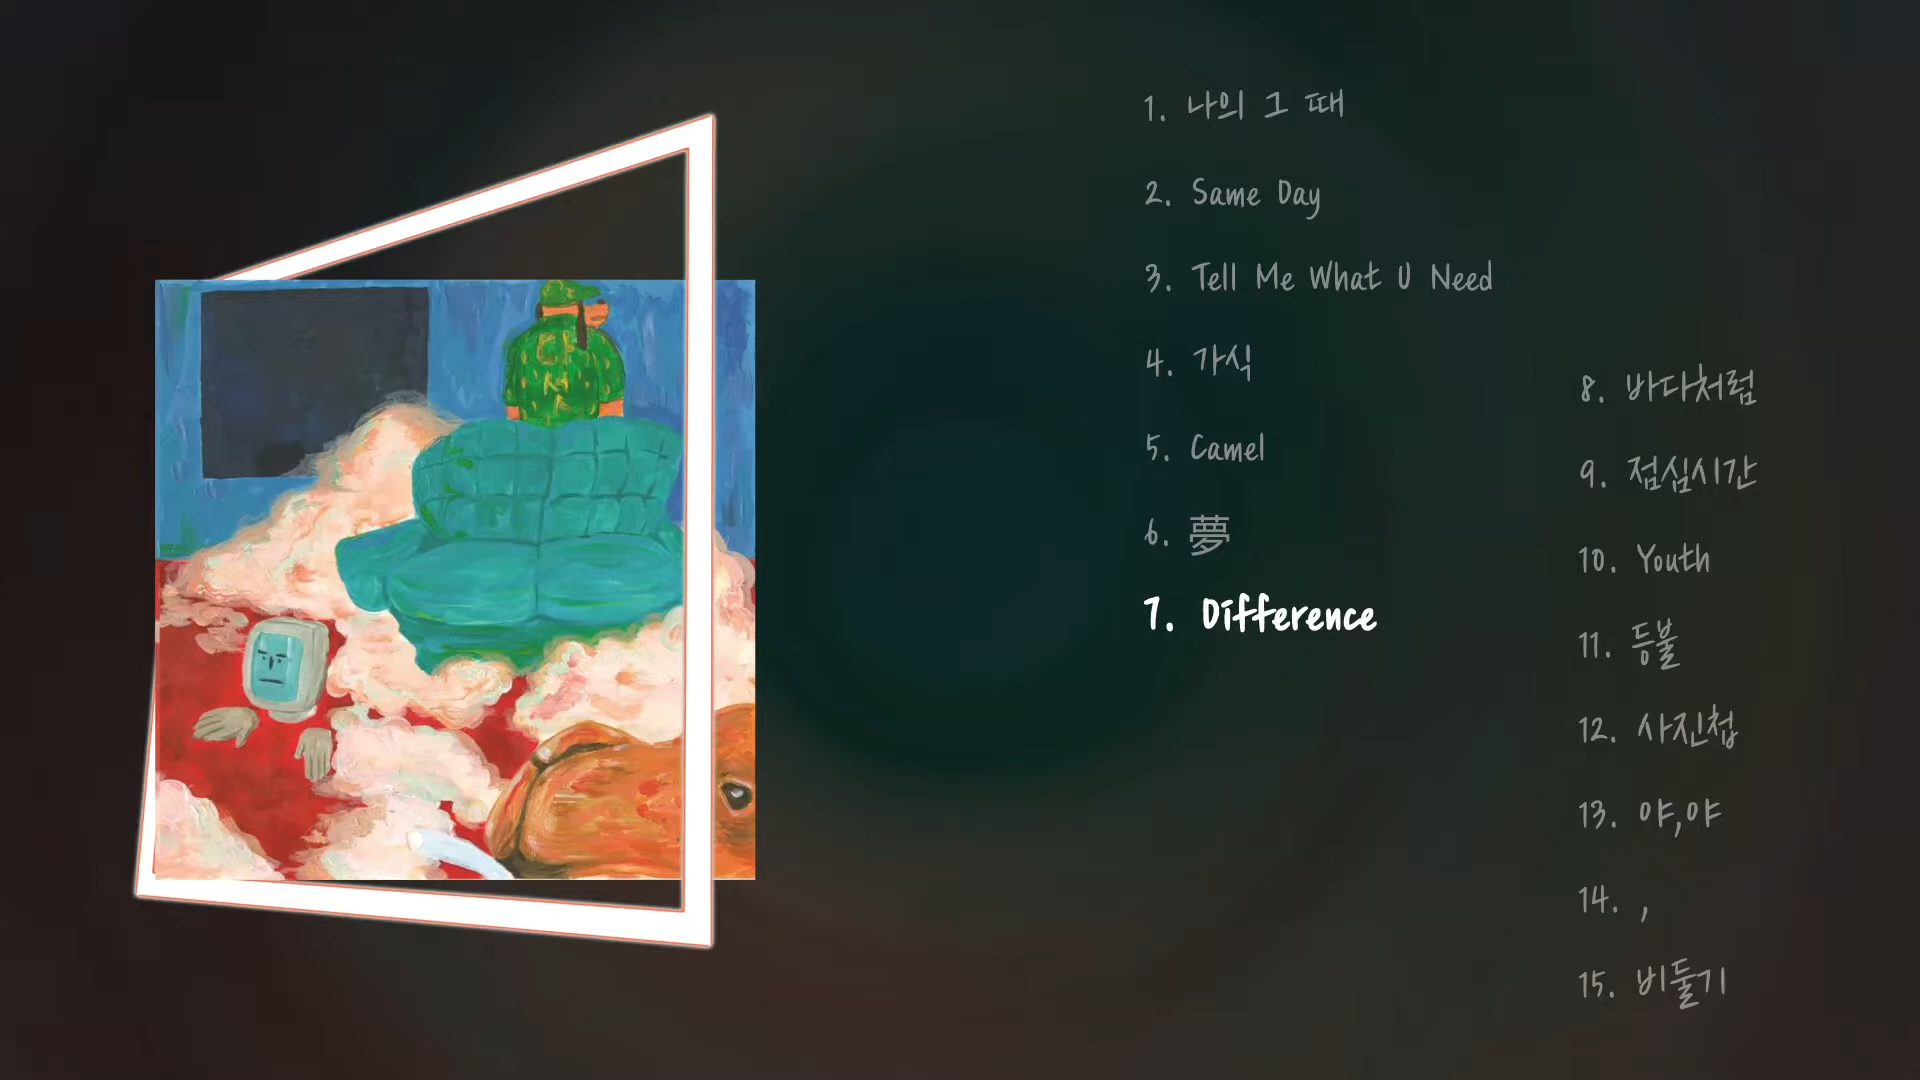 1. 나의 그 때
2. Same Day
3. Tell Me What U Need
4. 가식
5. Camel
6. 夢
7. Difference
8. 바다처럼
9. 점심시간
10. Youth
11. 등불
12. 사진첩
13. 야,야
14. ,
15. 비둘기